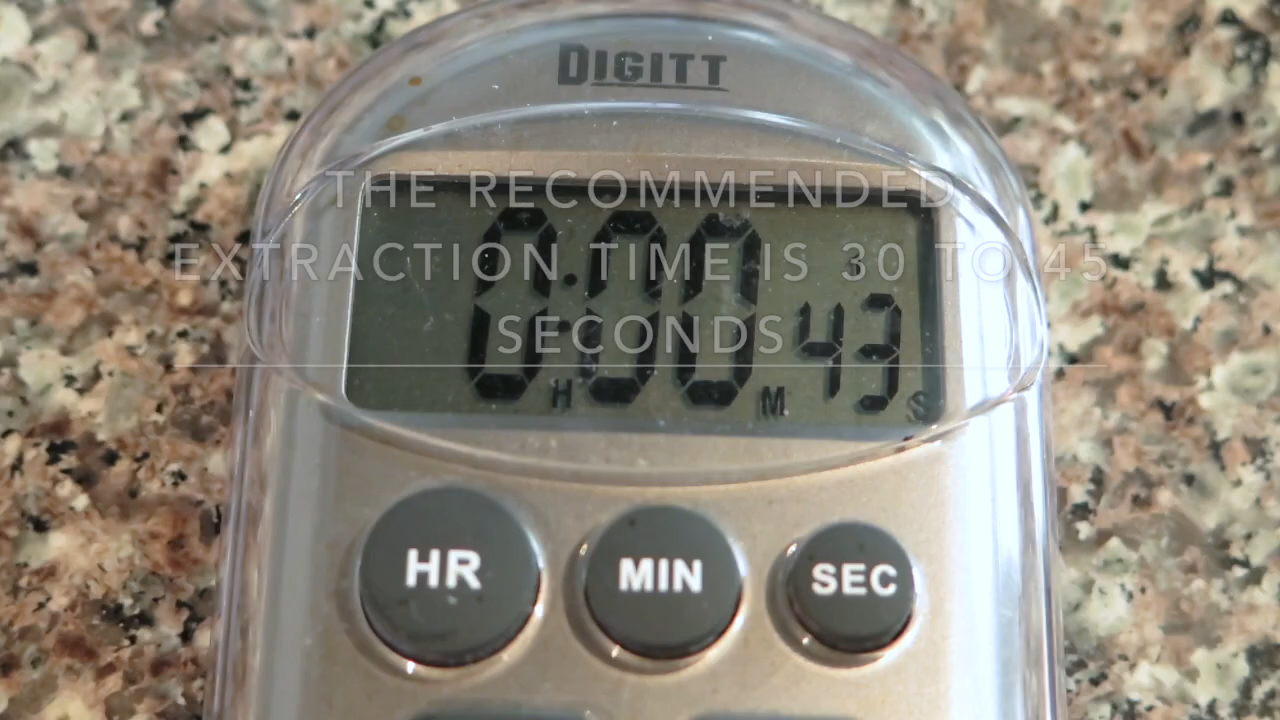 DIGITT
THE RECOMMENDED
EXTRACTION TIME IS 30 TO 45
SECONDS
0:00 43
H M S
HR MIN SEC